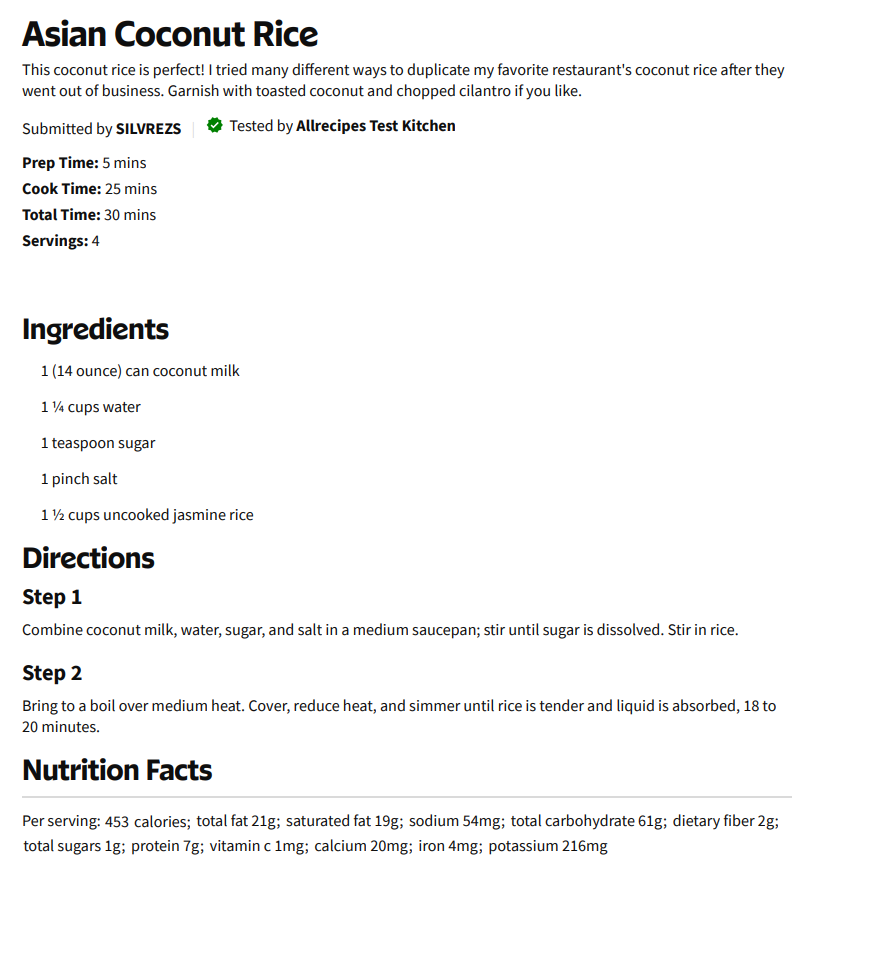 Asian Coconut Rice
This coconut rice is perfect! I tried many different ways to duplicate my favorite restaurant's coconut rice after they
went out of business. Garnish with toasted coconut and chopped cilantro if you like.
Submitted by SILVREZS | Tested by Allrecipes Test Kitchen
Prep Time: 5 mins
Cook Time: 25 mins
Total Time: 30 mins
Servings: 4
Ingredients
1 (14 ounce) can coconut milk
1 ¼ cups water
1 teaspoon sugar
1 pinch salt
1 ½ cups uncooked jasmine rice
Directions
Step 1
Combine coconut milk, water, sugar, and salt in a medium saucepan; stir until sugar is dissolved. Stir in rice.
Step 2
Bring to a boil over medium heat. Cover, reduce heat, and simmer until rice is tender and liquid is absorbed, 18 to
20 minutes.
Nutrition Facts
Per serving: 453 calories; total fat 21g; saturated fat 19g; sodium 54mg; total carbohydrate 61g; dietary fiber 2g;
total sugars 1g; protein 7g; vitamin c 1mg; calcium 20mg; iron 4mg; potassium 216mg